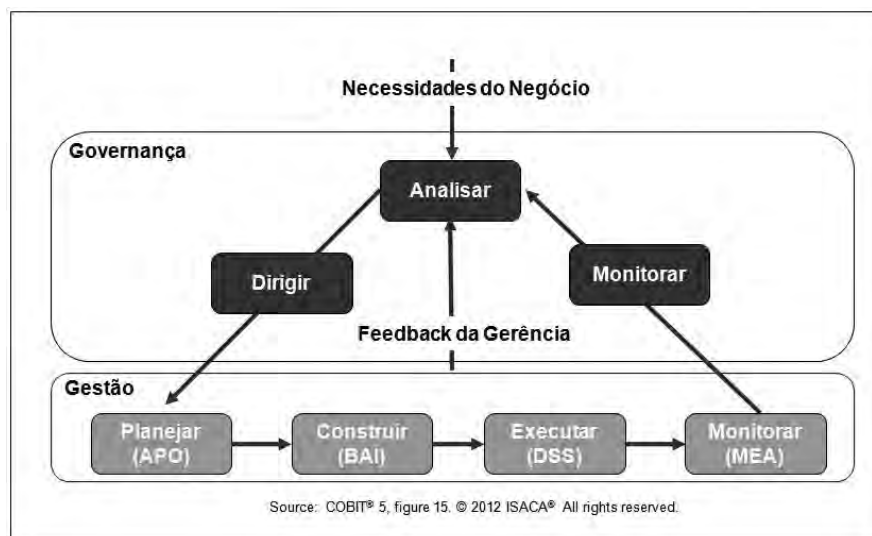 Necessidades do Negócio
Governança
Analisar
Dirigir
Monitorar
Feedback da Gerência
Gestão
Planejar
(APO)
Construir
(BAI)
Executar
(DSS)
Monitorar
(MEA)
Source: COBIT® 5, figure 15. © 2012 ISACA® All rights reserved.